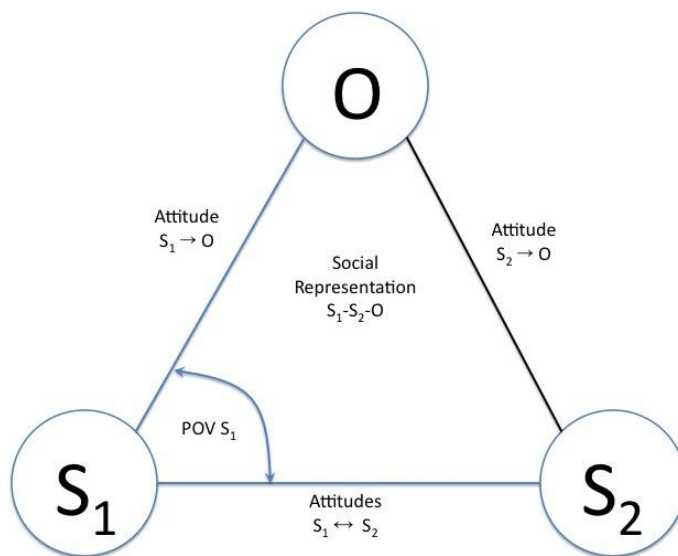 O
Attitude
S₁ → O
Attitude
S₂ → O
Social
Representation
S₁-S₂-O
POV S₁
S₁
S₂
Attitudes
S₁ ↔ S₂